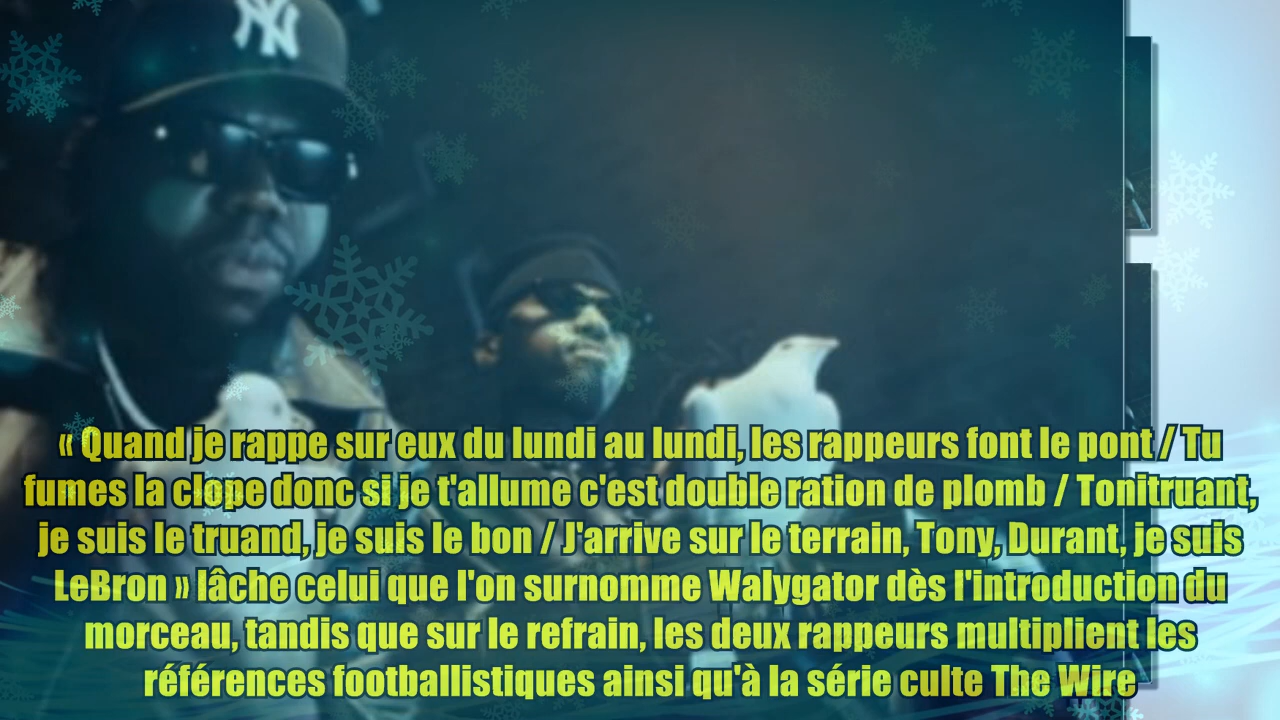 NY
« Quand je rappe sur eux du lundi au lundi, les rappeurs font le pont / Tu
fumes la clope donc si je t'allume c'est double ration de plomb / Tonitruant,
je suis le truand, je suis le bon / J'arrive sur le terrain, Tony, Durant, je suis
LeBron » lâche celui que l'on surnomme Walygator dès l'introduction du
morceau, tandis que sur le refrain, les deux rappeurs multiplient les
références footballistiques ainsi qu'à la série culte The Wire